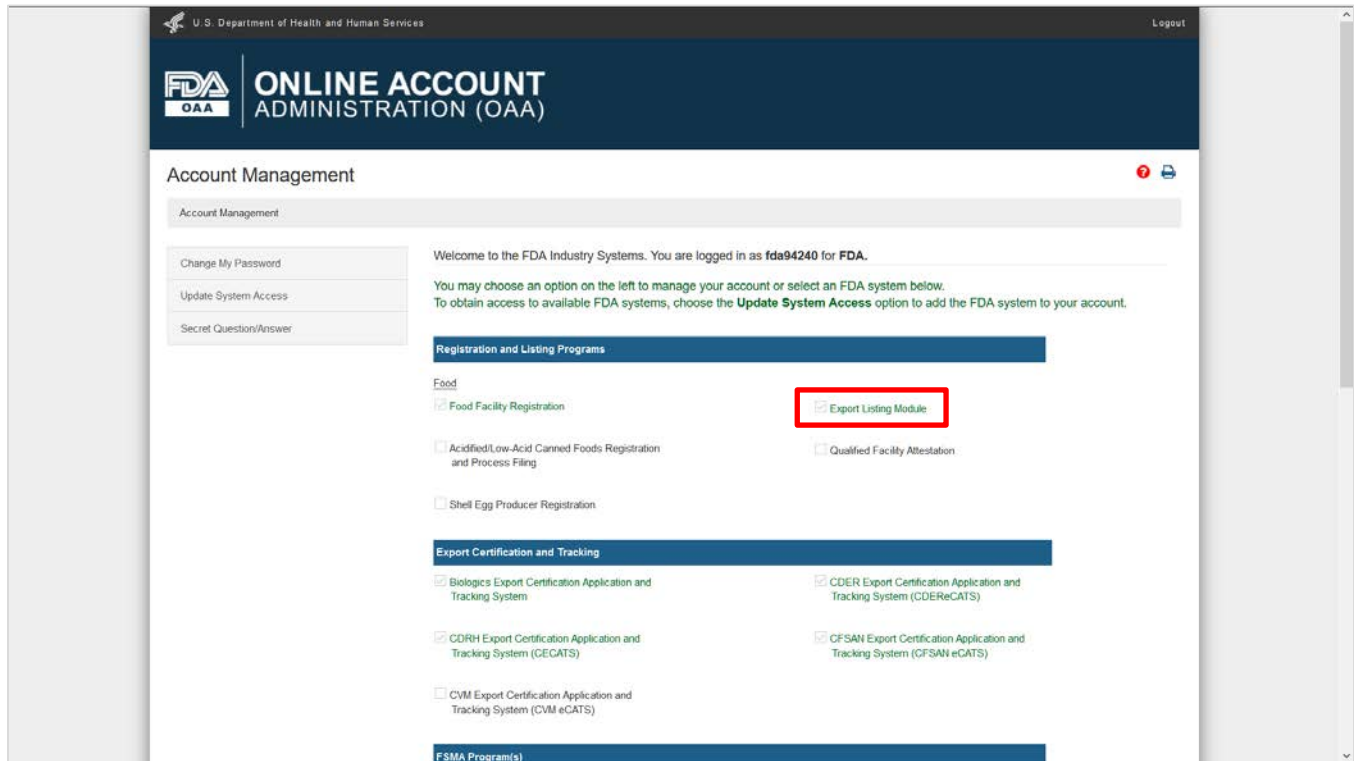 U.S. Department of Health and Human Services
Logout
FDA
OAA
ONLINE ACCOUNT
ADMINISTRATION (OAA)
Account Management
Account Management
Change My Password
Update System Access
Secret Question/Answer
Welcome to the FDA Industry Systems. You are logged in as fda94240 for FDA.
You may choose an option on the left to manage your account or select an FDA system below.
To obtain access to available FDA systems, choose the Update System Access option to add the FDA system to your account.
Registration and Listing Programs
Food
Food Facility Registration
Export Listing Module
Acidified/Low-Acid Canned Foods Registration
and Process Filing
Qualified Facility Attestation
Shell Egg Producer Registration
Export Certification and Tracking
Biologics Export Certification Application and
Tracking System
CDER Export Certification Application and
Tracking System (CDEReCATS)
CDRH Export Certification Application and
Tracking System (CECATS)
CFSAN Export Certification Application and
Tracking System (CFSAN eCATS)
CVM Export Certification Application and
Tracking System (CVM eCATS)
FSMA Program(s)